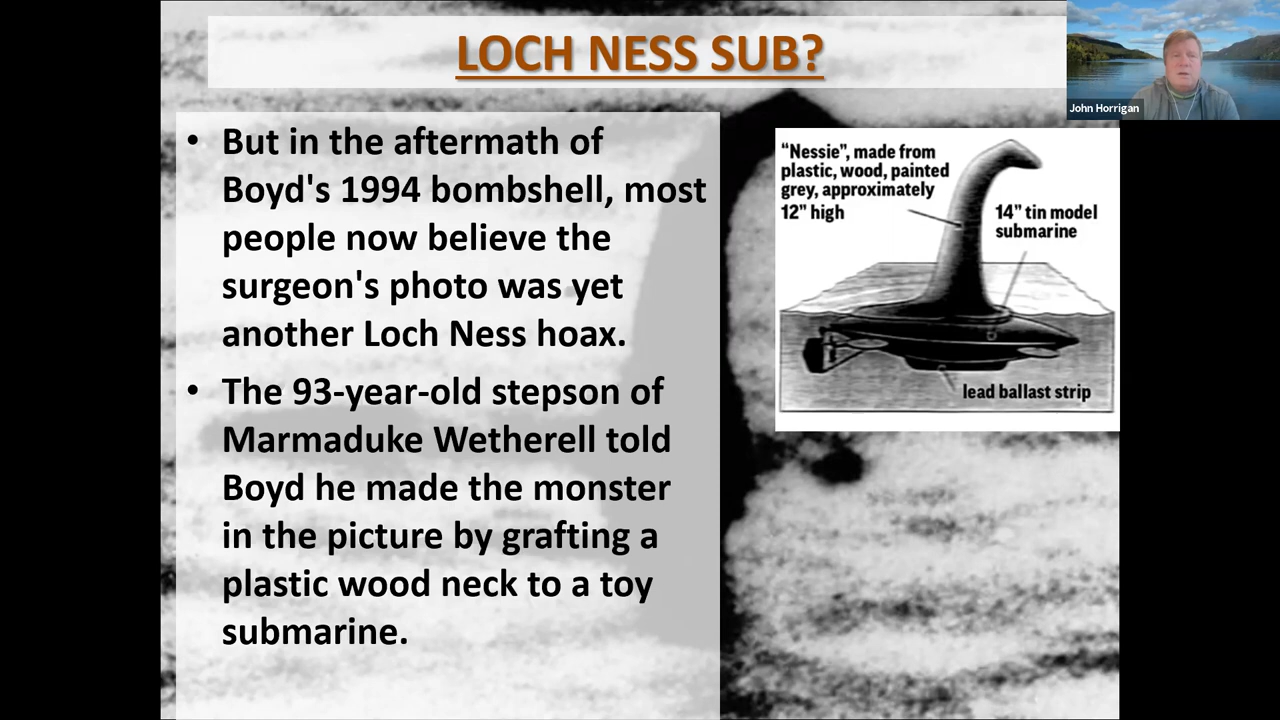 LOCH NESS SUB?
John Horrigan
• But in the aftermath of
Boyd's 1994 bombshell, most
people now believe the
surgeon's photo was yet
another Loch Ness hoax.
• The 93-year-old stepson of
Marmaduke Wetherell told
Boyd he made the monster
in the picture by grafting a
plastic wood neck to a toy
submarine.
“Nessie”, made from
plastic, wood, painted
grey, approximately
12” high
14” tin model
submarine
lead ballast strip